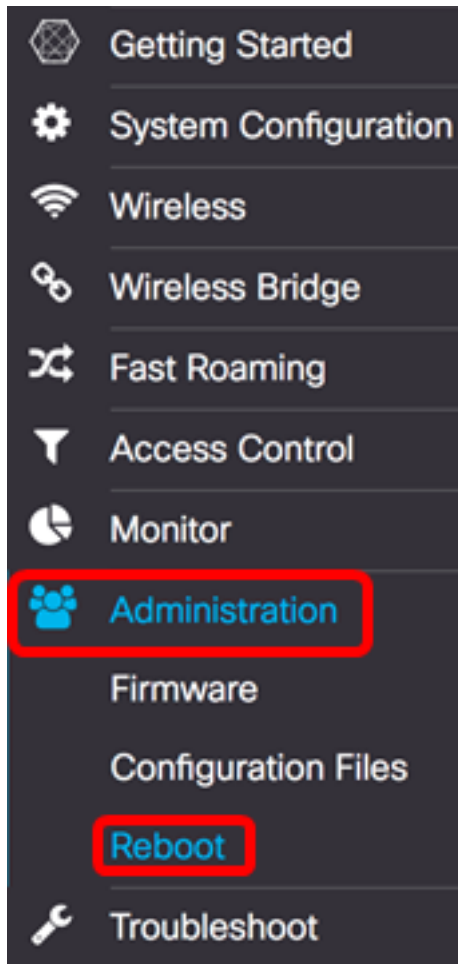 Getting Started
System Configuration
Wireless
Wireless Bridge
Fast Roaming
Access Control
Monitor
Administration
Firmware
Configuration Files
Reboot
Troubleshoot